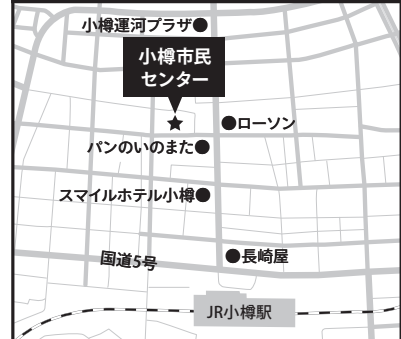 小樽運河プラザ●
小樽市民
センター
★
●ローソン
パンのいのまた●
スマイルホテル小樽●
国道5号
●長崎屋
JR小樽駅